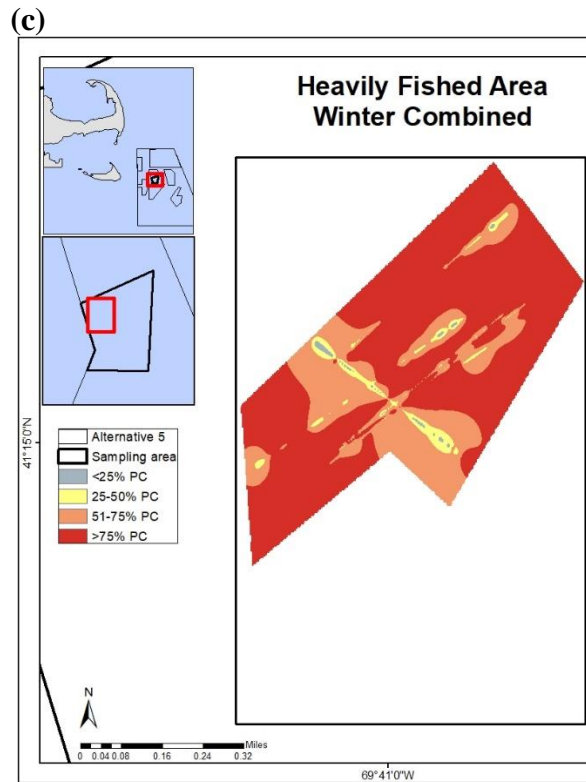 (c)
Heavily Fished Area
Winter Combined
41°15'0"N
Alternative 5
Sampling area
<25% PC
25-50% PC
51-75% PC
>75% PC
N
Miles
0 0.04 0.08 0.16 0.24 0.32
69°41'0"W